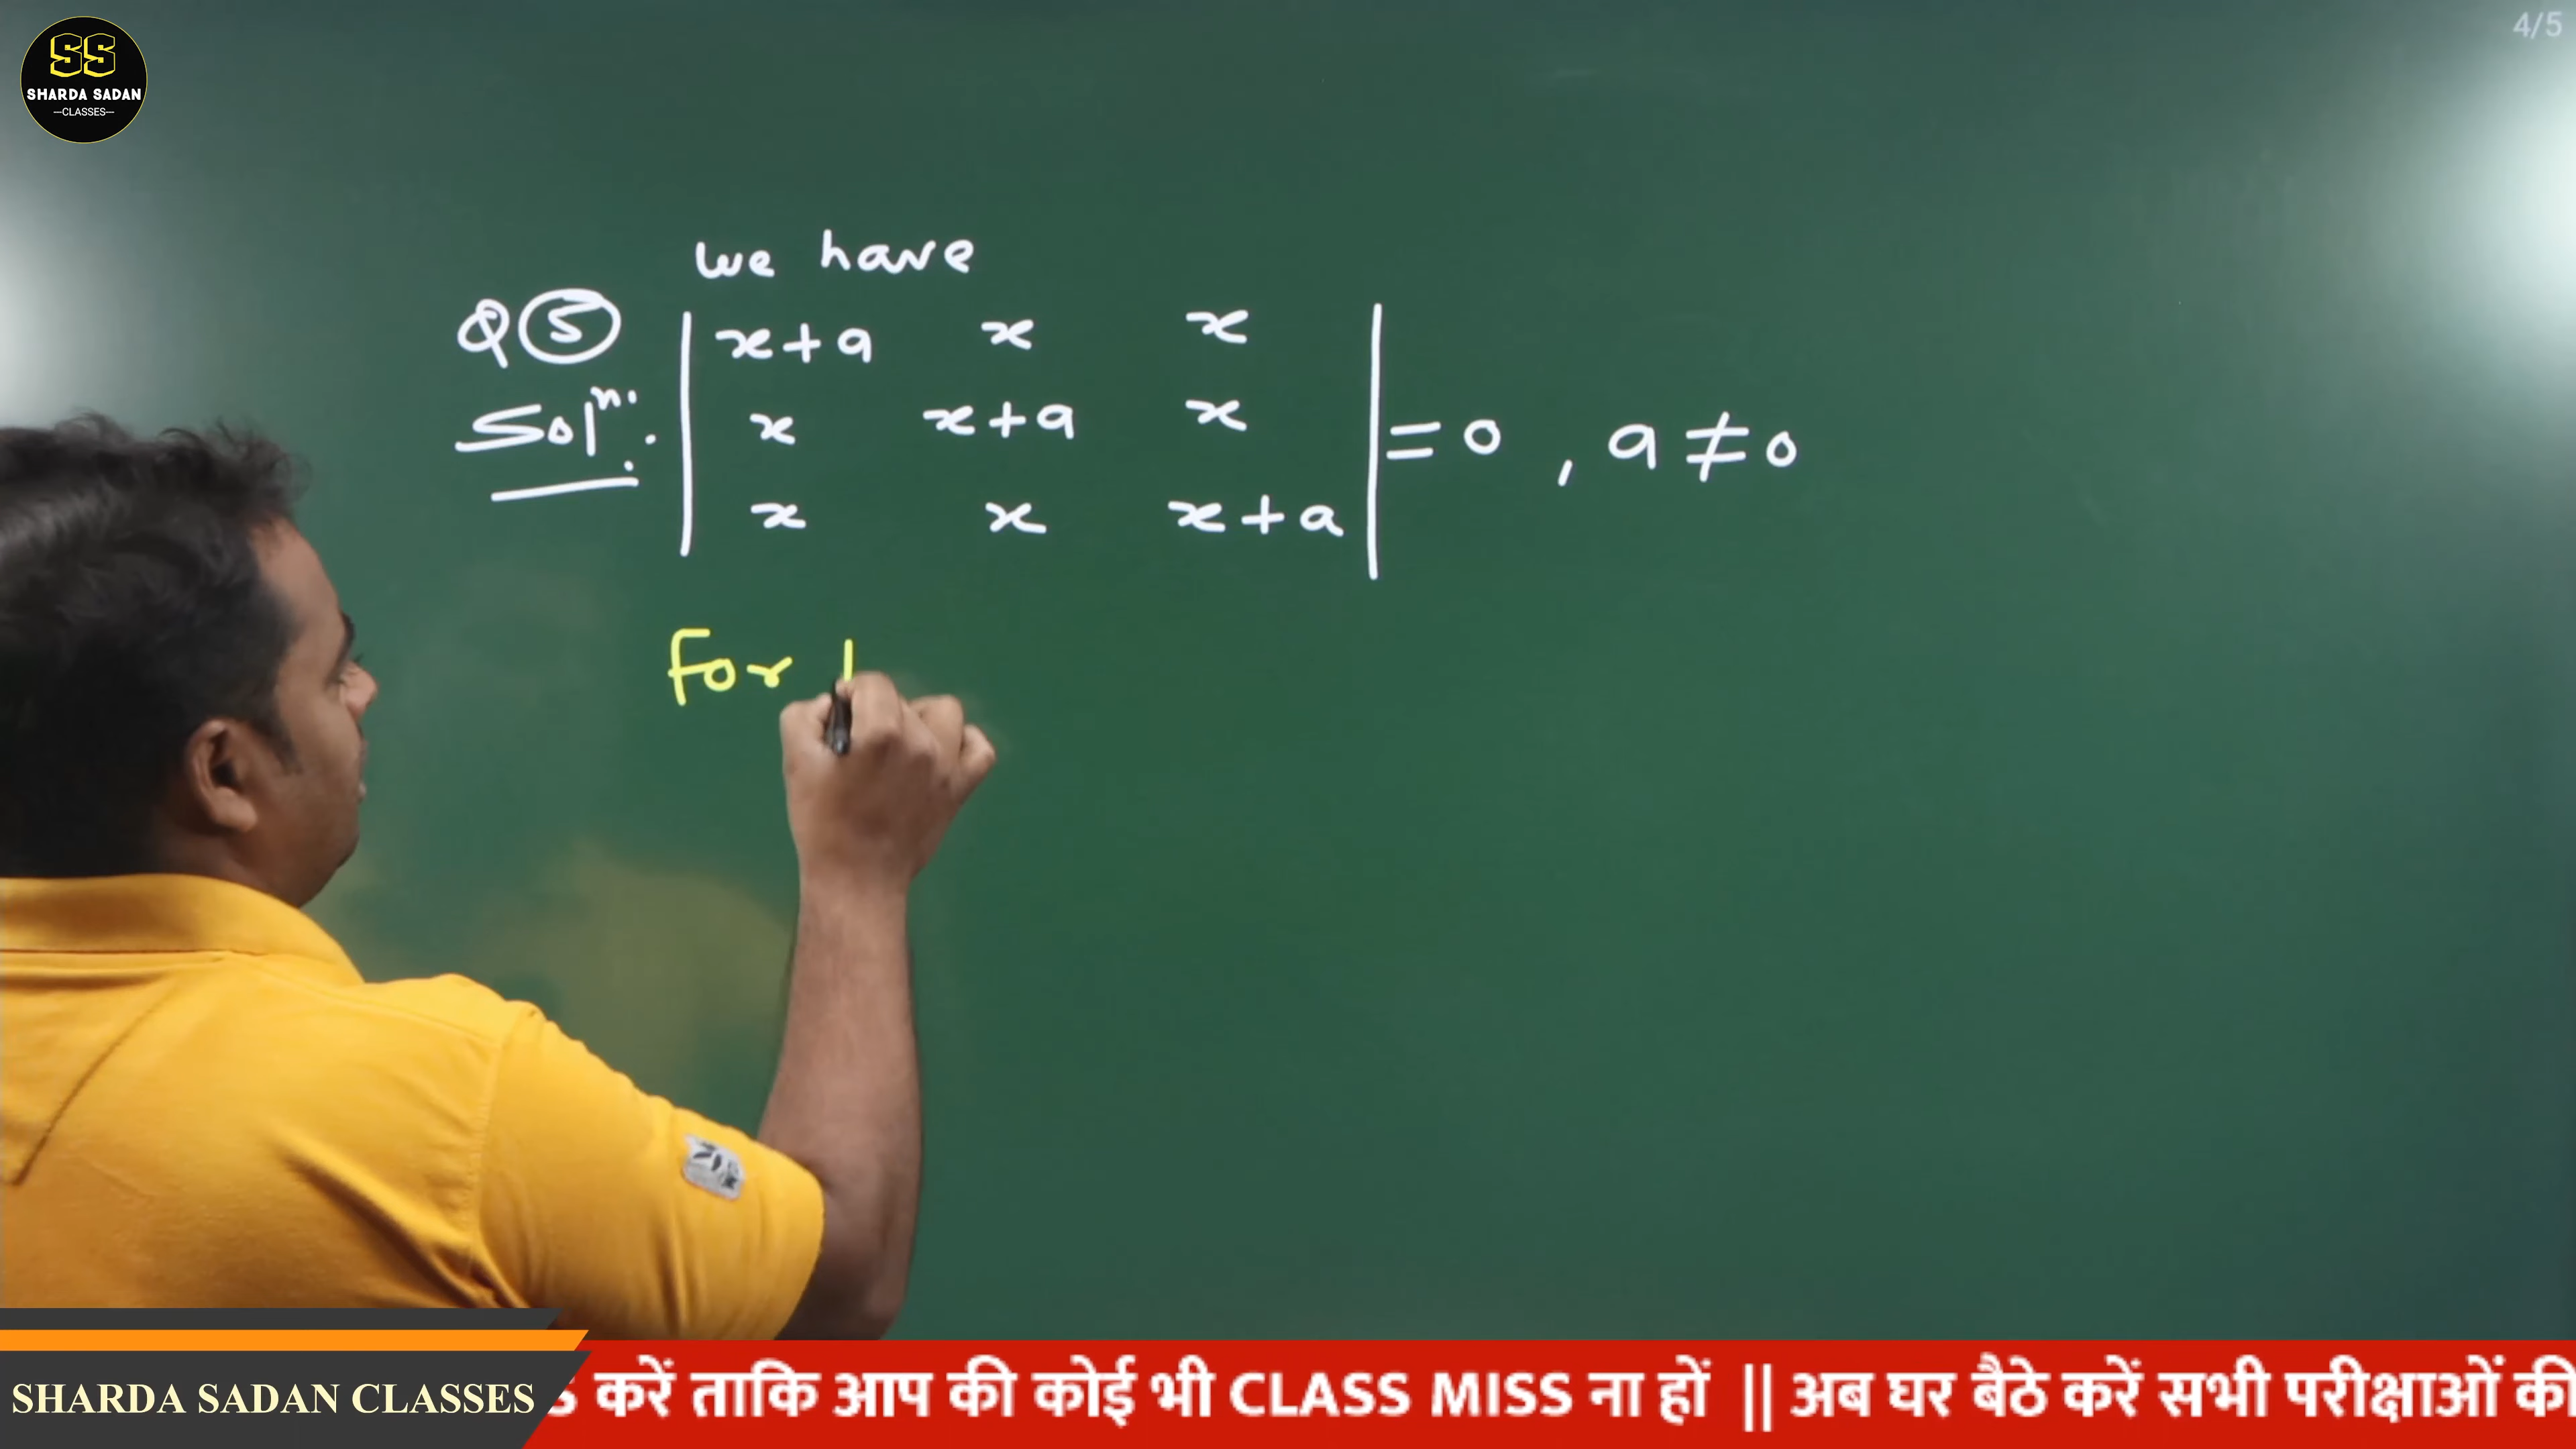 SS
SHARDA SADAN
—CLASSES—
4/5
we have
Q(5) | x+a x x |
Solⁿ. | x x+a x | = 0 , a ≠ 0
| x x x+a |
For
SHARDA SADAN CLASSES
करें ताकि आप की कोई भी CLASS MISS ना हों || अब घर बैठे करें सभी परीक्षाओं की